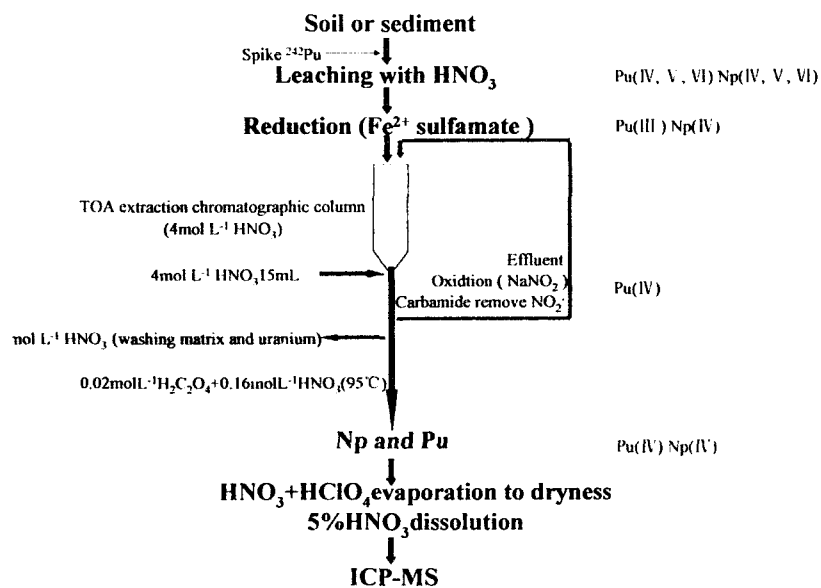 Soil or sediment
Spike ²⁴²Pu
Leaching with HNO₃
Pu(IV, V, VI) Np(IV, V, VI)
Reduction (Fe²⁺ sulfamate )
Pu(III) Np(IV)
TOA extraction chromatographic column
(4mol L⁻¹ HNO₃)
Effluent
4mol L⁻¹ HNO₃15mL
Oxidtion ( NaNO₂ )
Pu(IV)
Carbamide remove NO₂⁻
mol L⁻¹ HNO₃ (washing matrix and uranium)
0.02molL⁻¹H₂C₂O₄+0.16molL⁻¹HNO₃(95℃)
Np and Pu
Pu(IV) Np(IV)
HNO₃+HClO₄evaporation to dryness
5%HNO₃dissolution
ICP-MS